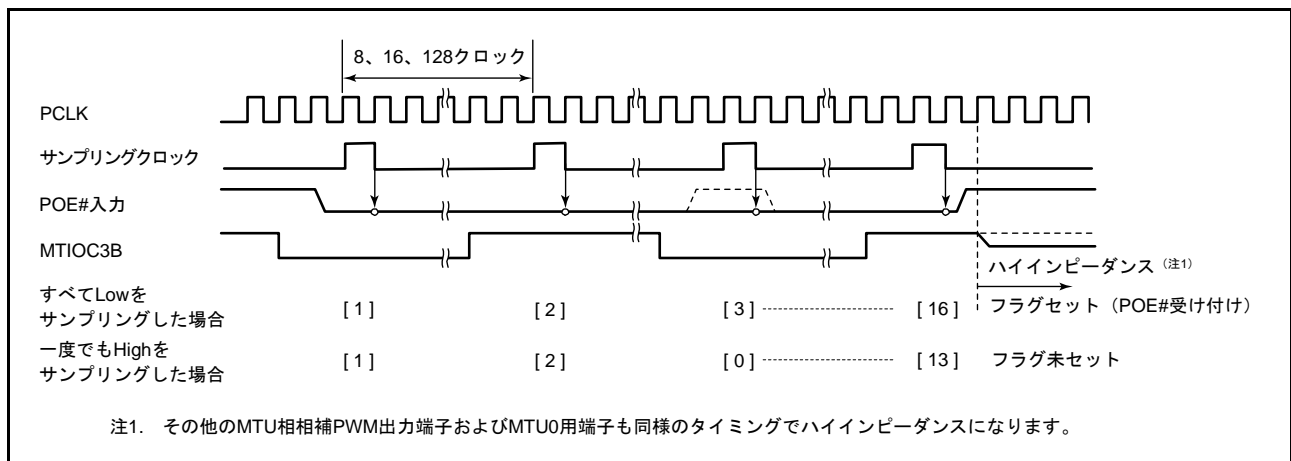 8、16、128クロック
PCLK
サンプリングクロック
POE#入力
MTIOC3B
ハイインピーダンス（注1）
すべてLowを
サンプリングした場合
[ 1 ] [ 2 ] [ 3 ] [ 16 ] フラグセット（POE#受け付け）
一度でもHighを
サンプリングした場合
[ 1 ] [ 2 ] [ 0 ] [ 13 ] フラグ未セット
注1. その他のMTU相相補PWM出力端子およびMTU0用端子も同様のタイミングでハイインピーダンスになります。